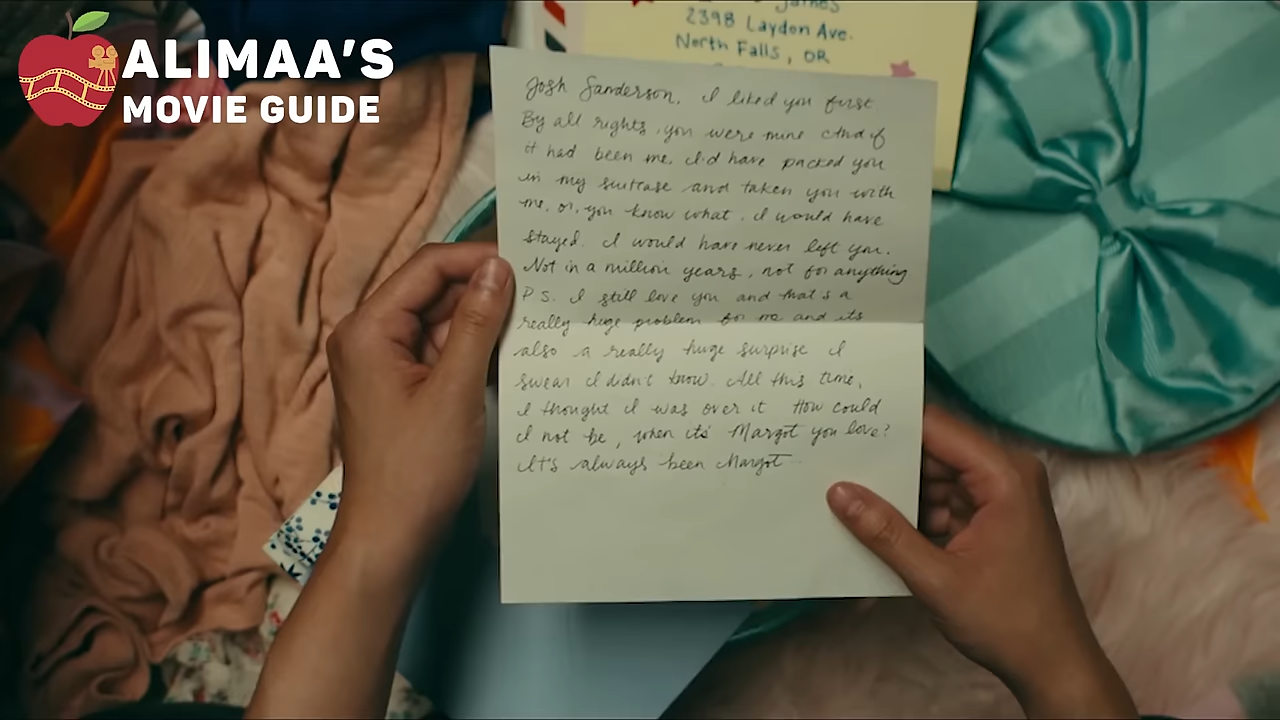 ALIMAA'S
MOVIE GUIDE
James
2398 Laydon Ave.
North Falls, OR
Josh Sanderson, I liked you first
By all rights, you were mine and if
it had been me, I'd have packed you
in my suitcase and taken you with
me, or, you know what, I would have
stayed. I would have never left you.
Not in a million years, not for anything
P.S. I still love you and that's a
really huge problem for me and its
also a really huge surprise I
swear I didn't know. All this time,
I thought I was over it How could
I not be, when its Margot you love?
It's always been Margot